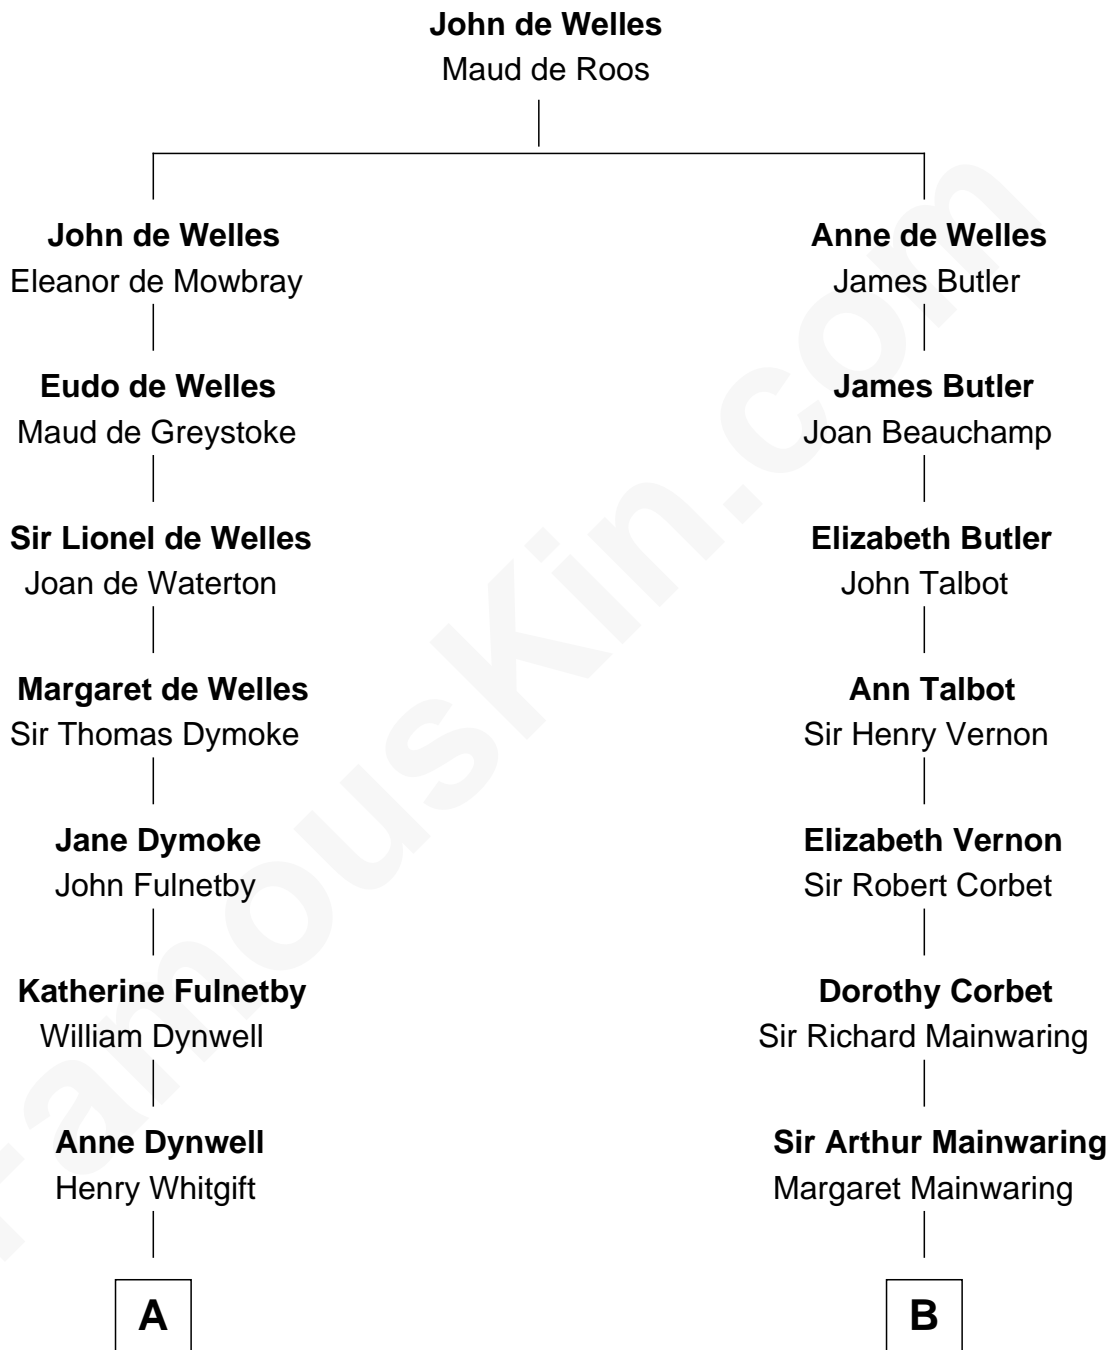 John de Welles
Maud de Roos
John de Welles
Eleanor de Mowbray
Anne de Welles
James Butler
Eudo de Welles
Maud de Greystoke
James Butler
Joan Beauchamp
Sir Lionel de Welles
Joan de Waterton
Elizabeth Butler
John Talbot
Margaret de Welles
Sir Thomas Dymoke
Ann Talbot
Sir Henry Vernon
Jane Dymoke
John Fulnetby
Elizabeth Vernon
Sir Robert Corbet
Katherine Fulnetby
William Dynwell
Dorothy Corbet
Sir Richard Mainwaring
Anne Dynwell
Henry Whitgift
Sir Arthur Mainwaring
Margaret Mainwaring
A
B
FamousKin.com